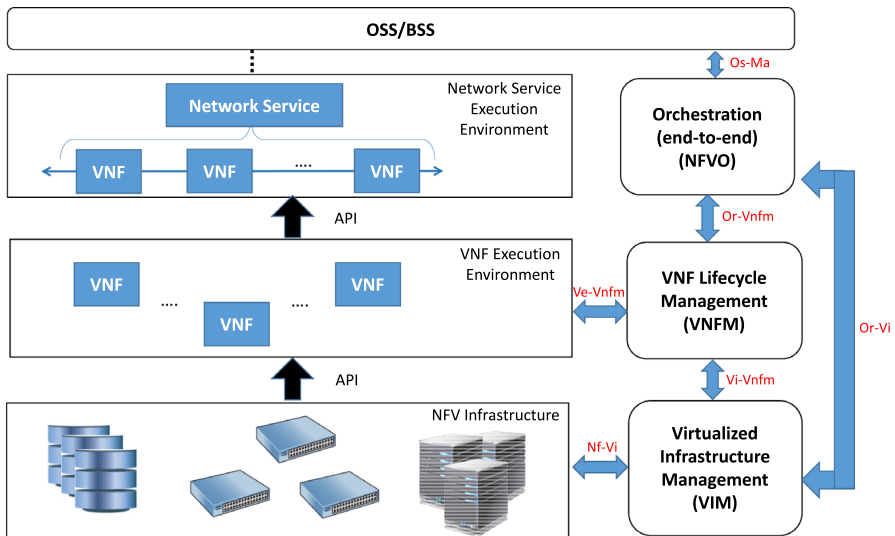 OSS/BSS
Os-Ma
Network Service
Execution
Environment
Network Service
VNF
VNF
....
VNF
Orchestration
(end-to-end)
(NFVO)
API
Or-Vnfm
VNF Execution
Environment
VNF
....
VNF
....
VNF
Ve-Vnfm
VNF Lifecycle
Management
(VNFM)
Or-Vi
API
Vi-Vnfm
NFV Infrastructure
Nf-Vi
Virtualized
Infrastructure
Management
(VIM)